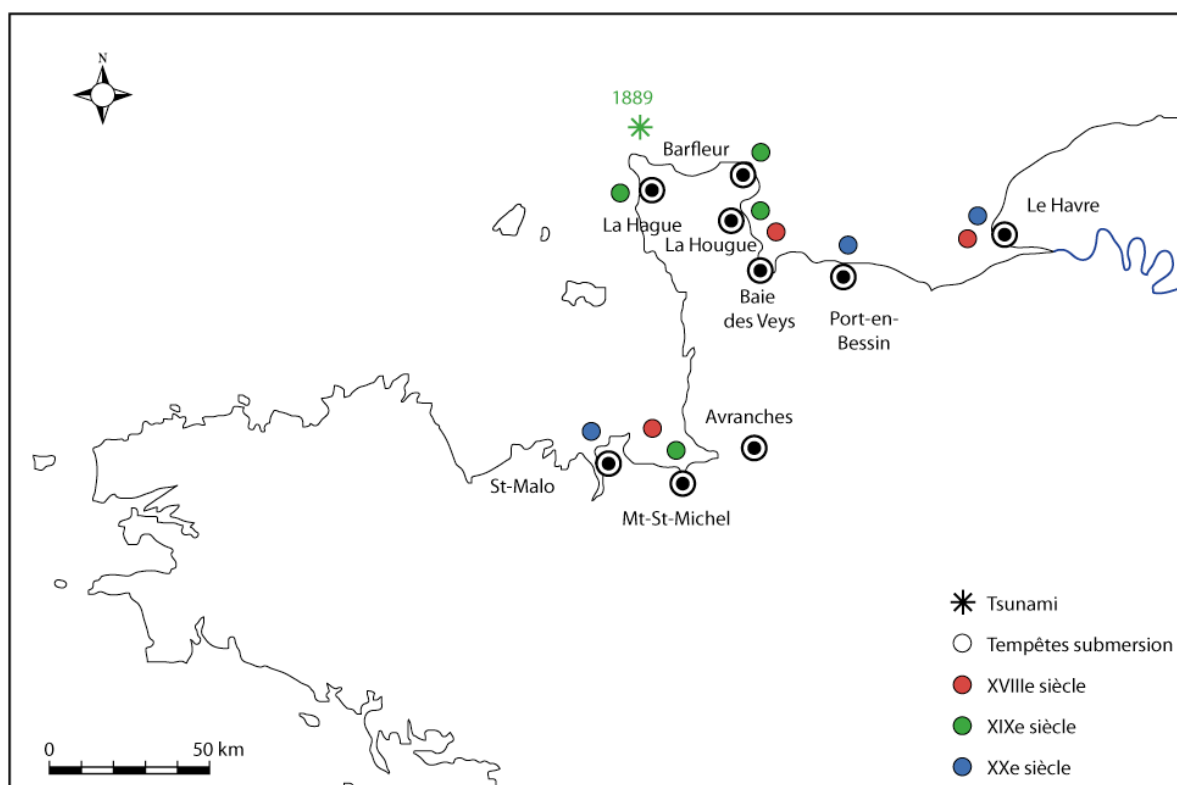 N
1889
Barfleur
La Hague
La Hougue
Le Havre
Baie
des Veys
Port-en-
Bessin
Avranches
St-Malo
Mt-St-Michel
Tsunami
Tempêtes submersion
XVIIIe siècle
XIXe siècle
XXe siècle
0 50 km